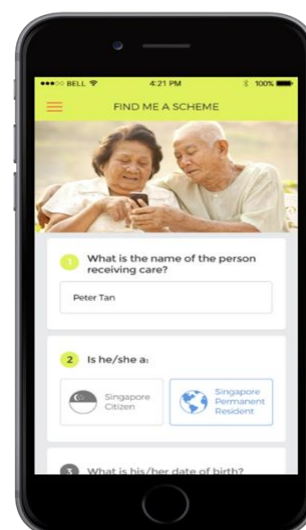 BELL 4:21 PM 100%
FIND ME A SCHEME
1 What is the name of the person
receiving care?
Peter Tan
2 Is he/she a:
Singapore
Citizen
Singapore
Permanent
Resident
3 What is his/her date of birth?